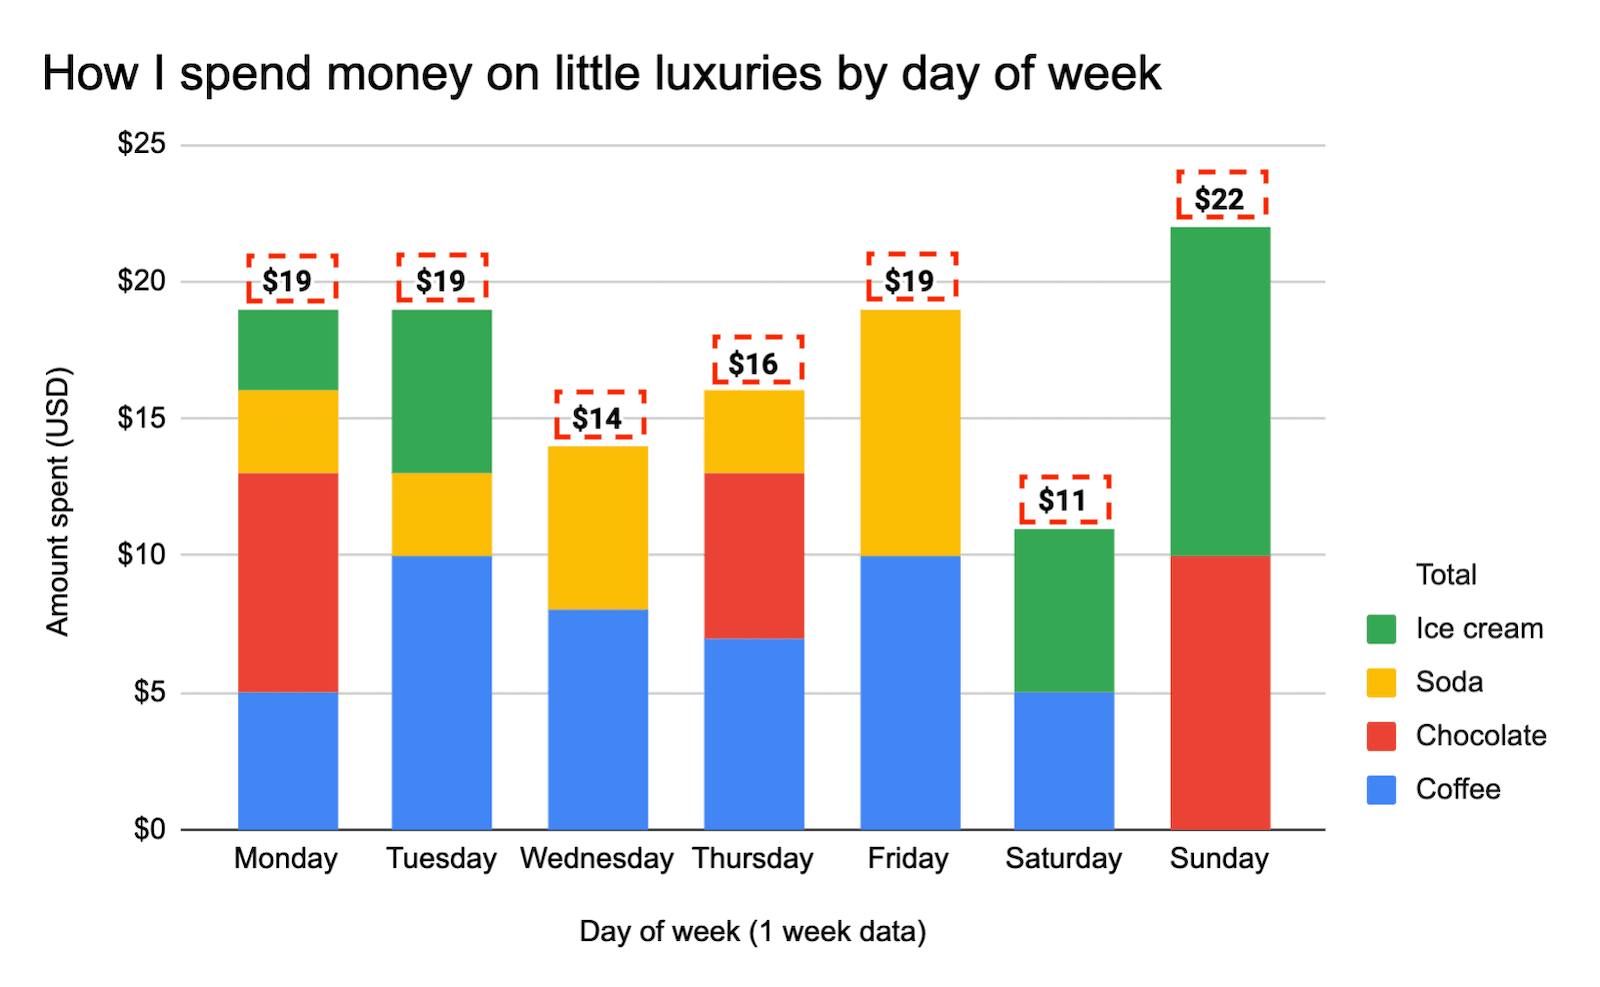 How I spend money on little luxuries by day of week
$25
$20
$15
$10
$5
$0
Amount spent (USD)
$19
$19
$14
$16
$19
$11
$22
Monday
Tuesday
Wednesday
Thursday
Friday
Saturday
Sunday
Day of week (1 week data)
Total
Ice cream
Soda
Chocolate
Coffee